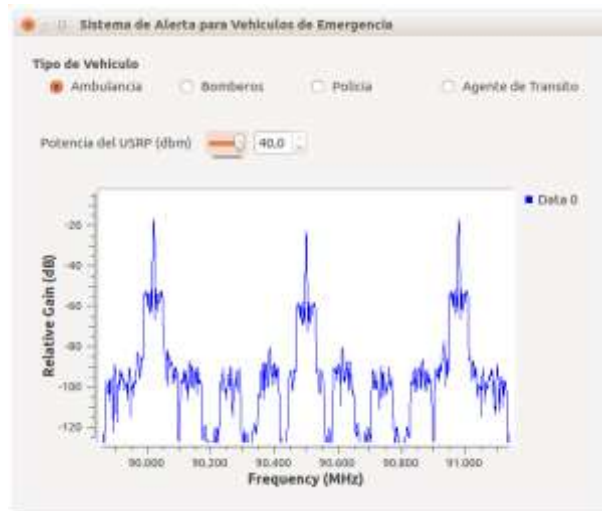 Sistema de Alerta para Vehiculos de Emergencia
Tipo de Vehiculo
Ambulancia Bomberos Policia Agente de Transito
Potencia del USRP (dbm) 40.0
Data 0
-20
-40
-60
-80
-100
-120
Relative Gain (dB)
90.000 90.200 90.400 90.600 90.800 91.000
Frequency (MHz)